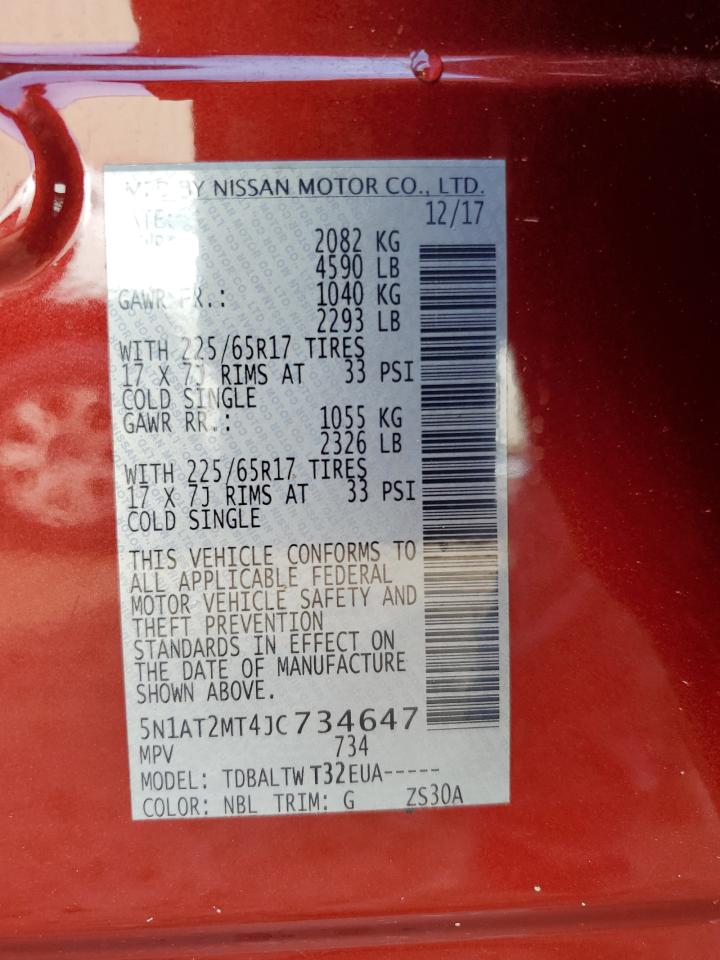 BY NISSAN MOTOR CO., LTD.
12/17
2082 KG
4590 LB
GAWR FR.: 1040 KG
2293 LB
WITH 225/65R17 TIRES
17 X 7J RIMS AT 33 PSI
COLD SINGLE
GAWR RR.: 1055 KG
2326 LB
WITH 225/65R17 TIRES
17 X 7J RIMS AT 33 PSI
COLD SINGLE
THIS VEHICLE CONFORMS TO
ALL APPLICABLE FEDERAL
MOTOR VEHICLE SAFETY AND
THEFT PREVENTION
STANDARDS IN EFFECT ON
THE DATE OF MANUFACTURE
SHOWN ABOVE.
5N1AT2MT4JC734647
MPV 734
MODEL: TDBALTWT32EUA-----
COLOR: NBL TRIM: G ZS30A